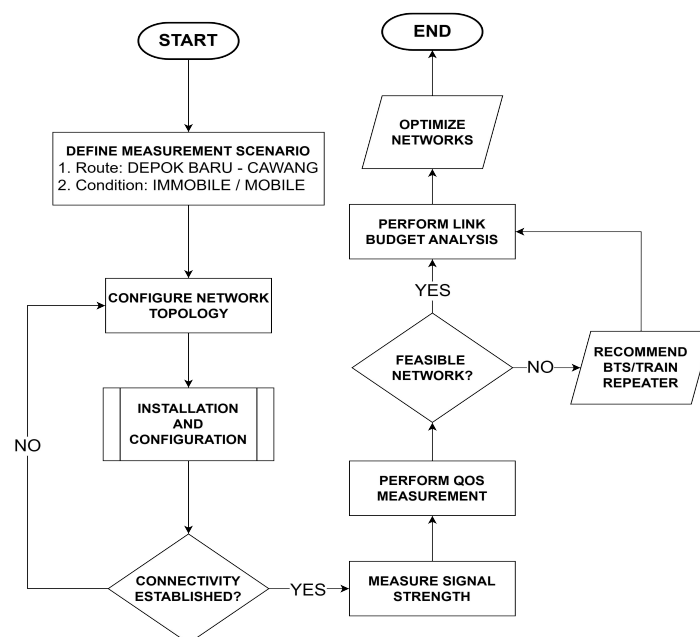 START
DEFINE MEASUREMENT SCENARIO
1. Route: DEPOK BARU - CAWANG
2. Condition: IMMOBILE / MOBILE
CONFIGURE NETWORK
TOPOLOGY
INSTALLATION
AND
CONFIGURATION
NO
CONNECTIVITY
ESTABLISHED?
YES
MEASURE SIGNAL
STRENGTH
PERFORM QOS
MEASUREMENT
FEASIBLE
NETWORK?
NO
RECOMMEND
BTS/TRAIN
REPEATER
YES
PERFORM LINK
BUDGET ANALYSIS
OPTIMIZE
NETWORKS
END